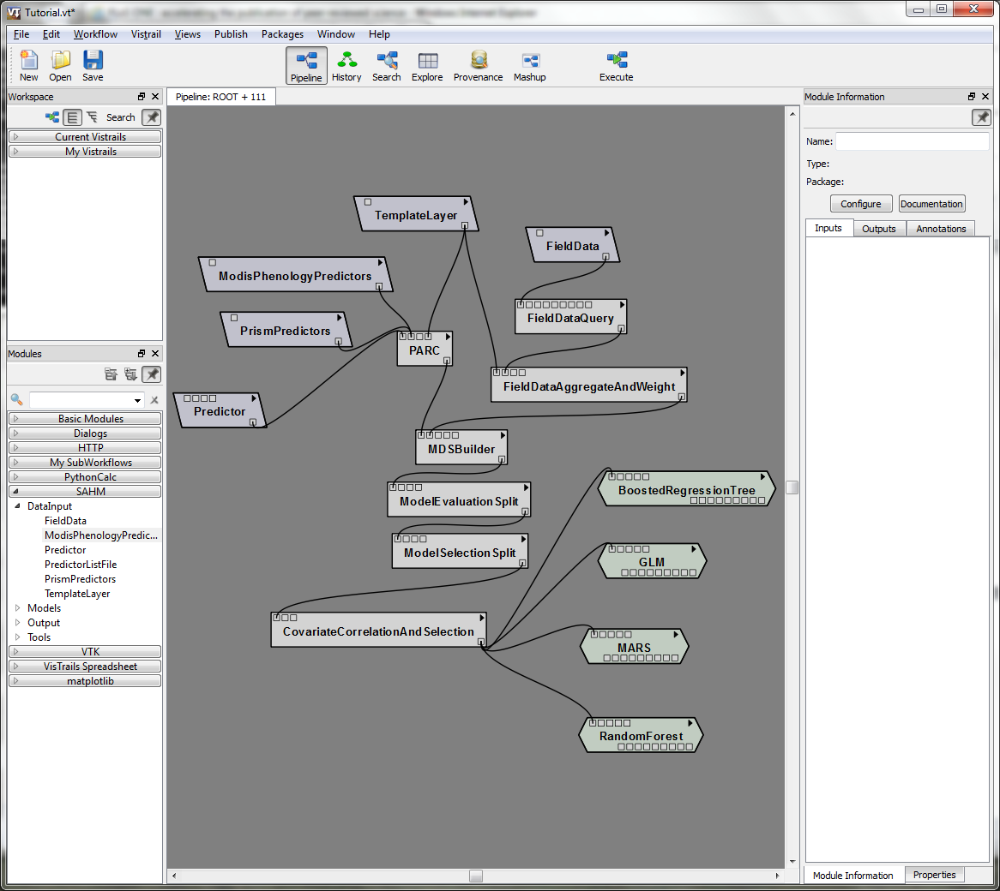 Tutorial.vt*
File Edit Workflow Vistrail Views Publish Packages Window Help
New Open Save Pipeline History Search Explore Provenance Mashup Execute
Workspace
Search
Current Vistrails
My Vistrails
Modules
Basic Modules
Dialogs
HTTP
My SubWorkflows
PythonCalc
SAHM
DataInput
FieldData
ModisPhenologyPredic...
Predictor
PredictorListFile
PrismPredictors
TemplateLayer
Models
Output
Tools
VTK
VisTrails Spreadsheet
matplotlib
Pipeline: ROOT + 111
TemplateLayer
FieldData
ModisPhenologyPredictors
FieldDataQuery
PrismPredictors
PARC
FieldDataAggregateAndWeight
Predictor
MDSBuilder
BoostedRegressionTree
ModelEvaluationSplit
ModelSelectionSplit
GLM
CovariateCorrelationAndSelection
MARS
RandomForest
Module Information
Name:
Type:
Package:
Configure Documentation
Inputs Outputs Annotations
Module Information Properties